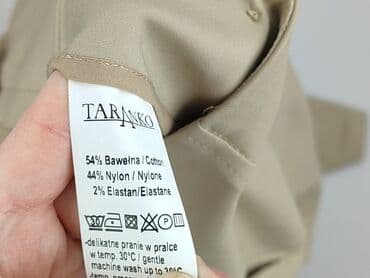 TARANKO
54% Bawełna / Cotton
44% Nylon / Nylone
2% Elastan/Elastane
-delikatne pranie w pralce
w temp. 30°C / gentle
machine wash up to 30°C